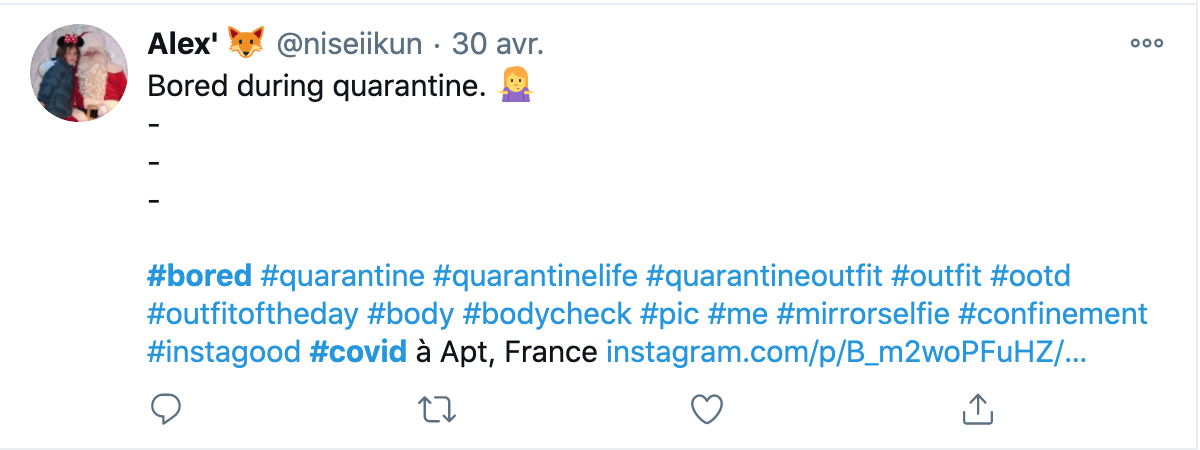 Alex' 🦊 @niseiikun · 30 avr.
Bored during quarantine. 🤷‍♀️
-
-
-
#bored #quarantine #quarantinelife #quarantineoutfit #outfit #ootd
#outfitoftheday #body #bodycheck #pic #me #mirrorselfie #confinement
#instagood #covid à Apt, France instagram.com/p/B_m2woPFuHZ/...